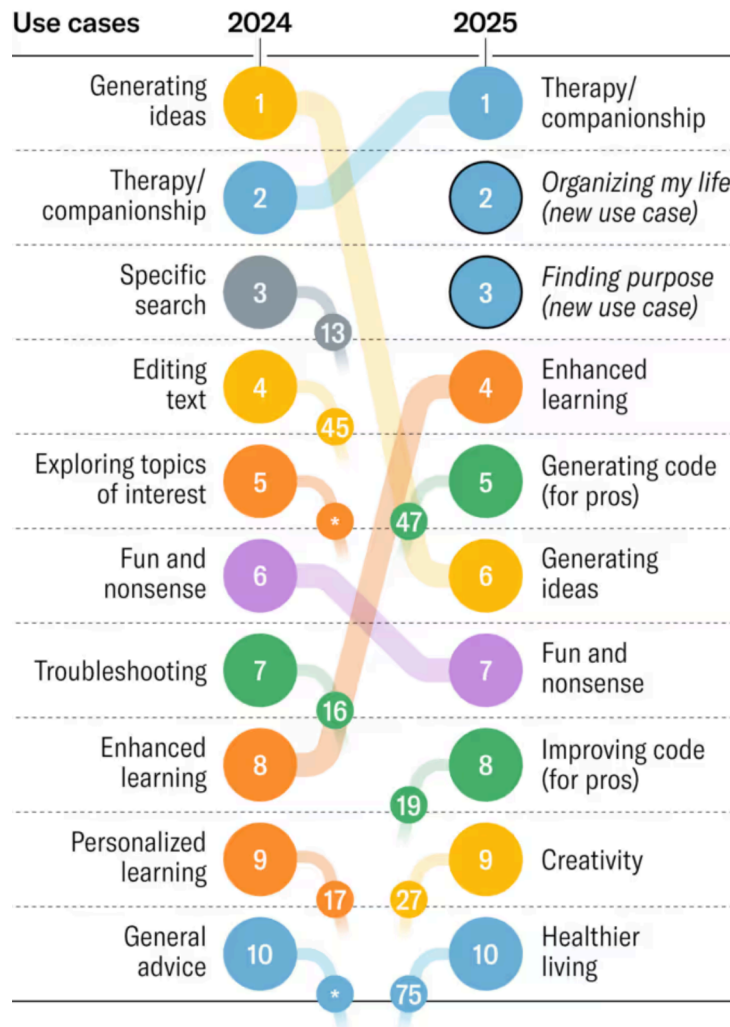 Use cases 2024 2025
Generating
ideas
1
1
Therapy/
companionship
Therapy/
companionship
2
2
Organizing my life
(new use case)
Specific
search
3
13
3
Finding purpose
(new use case)
Editing
text
4
45
4
Enhanced
learning
Exploring topics
of interest
5
*
47
5
Generating code
(for pros)
Fun and
nonsense
6
6
Generating
ideas
Troubleshooting
7
16
7
Fun and
nonsense
Enhanced
learning
8
19
8
Improving code
(for pros)
Personalized
learning
9
17
27
9
Creativity
General
advice
10
*
75
10
Healthier
living